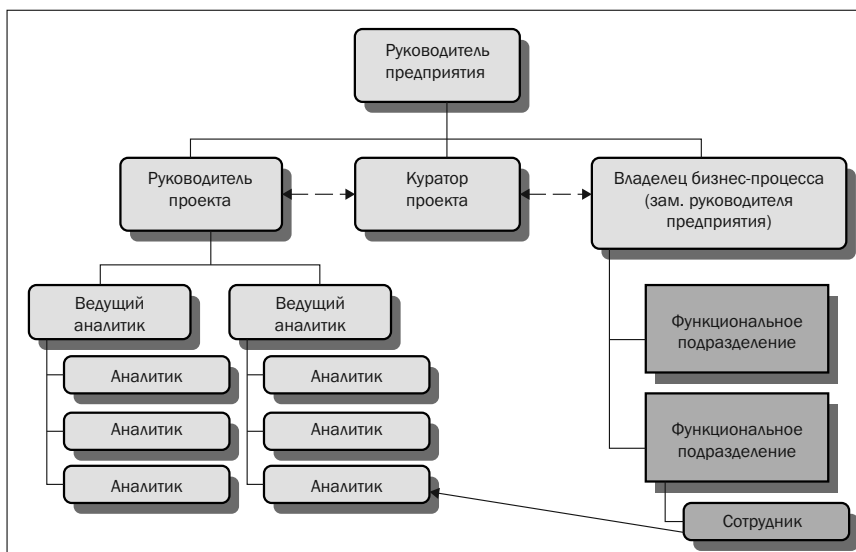 Руководитель
предприятия
Руководитель
проекта
Куратор
проекта
Владелец бизнес-процесса
(зам. руководителя
предприятия)
Ведущий
аналитик
Аналитик
Аналитик
Аналитик
Ведущий
аналитик
Аналитик
Аналитик
Аналитик
Функциональное
подразделение
Функциональное
подразделение
Сотрудник